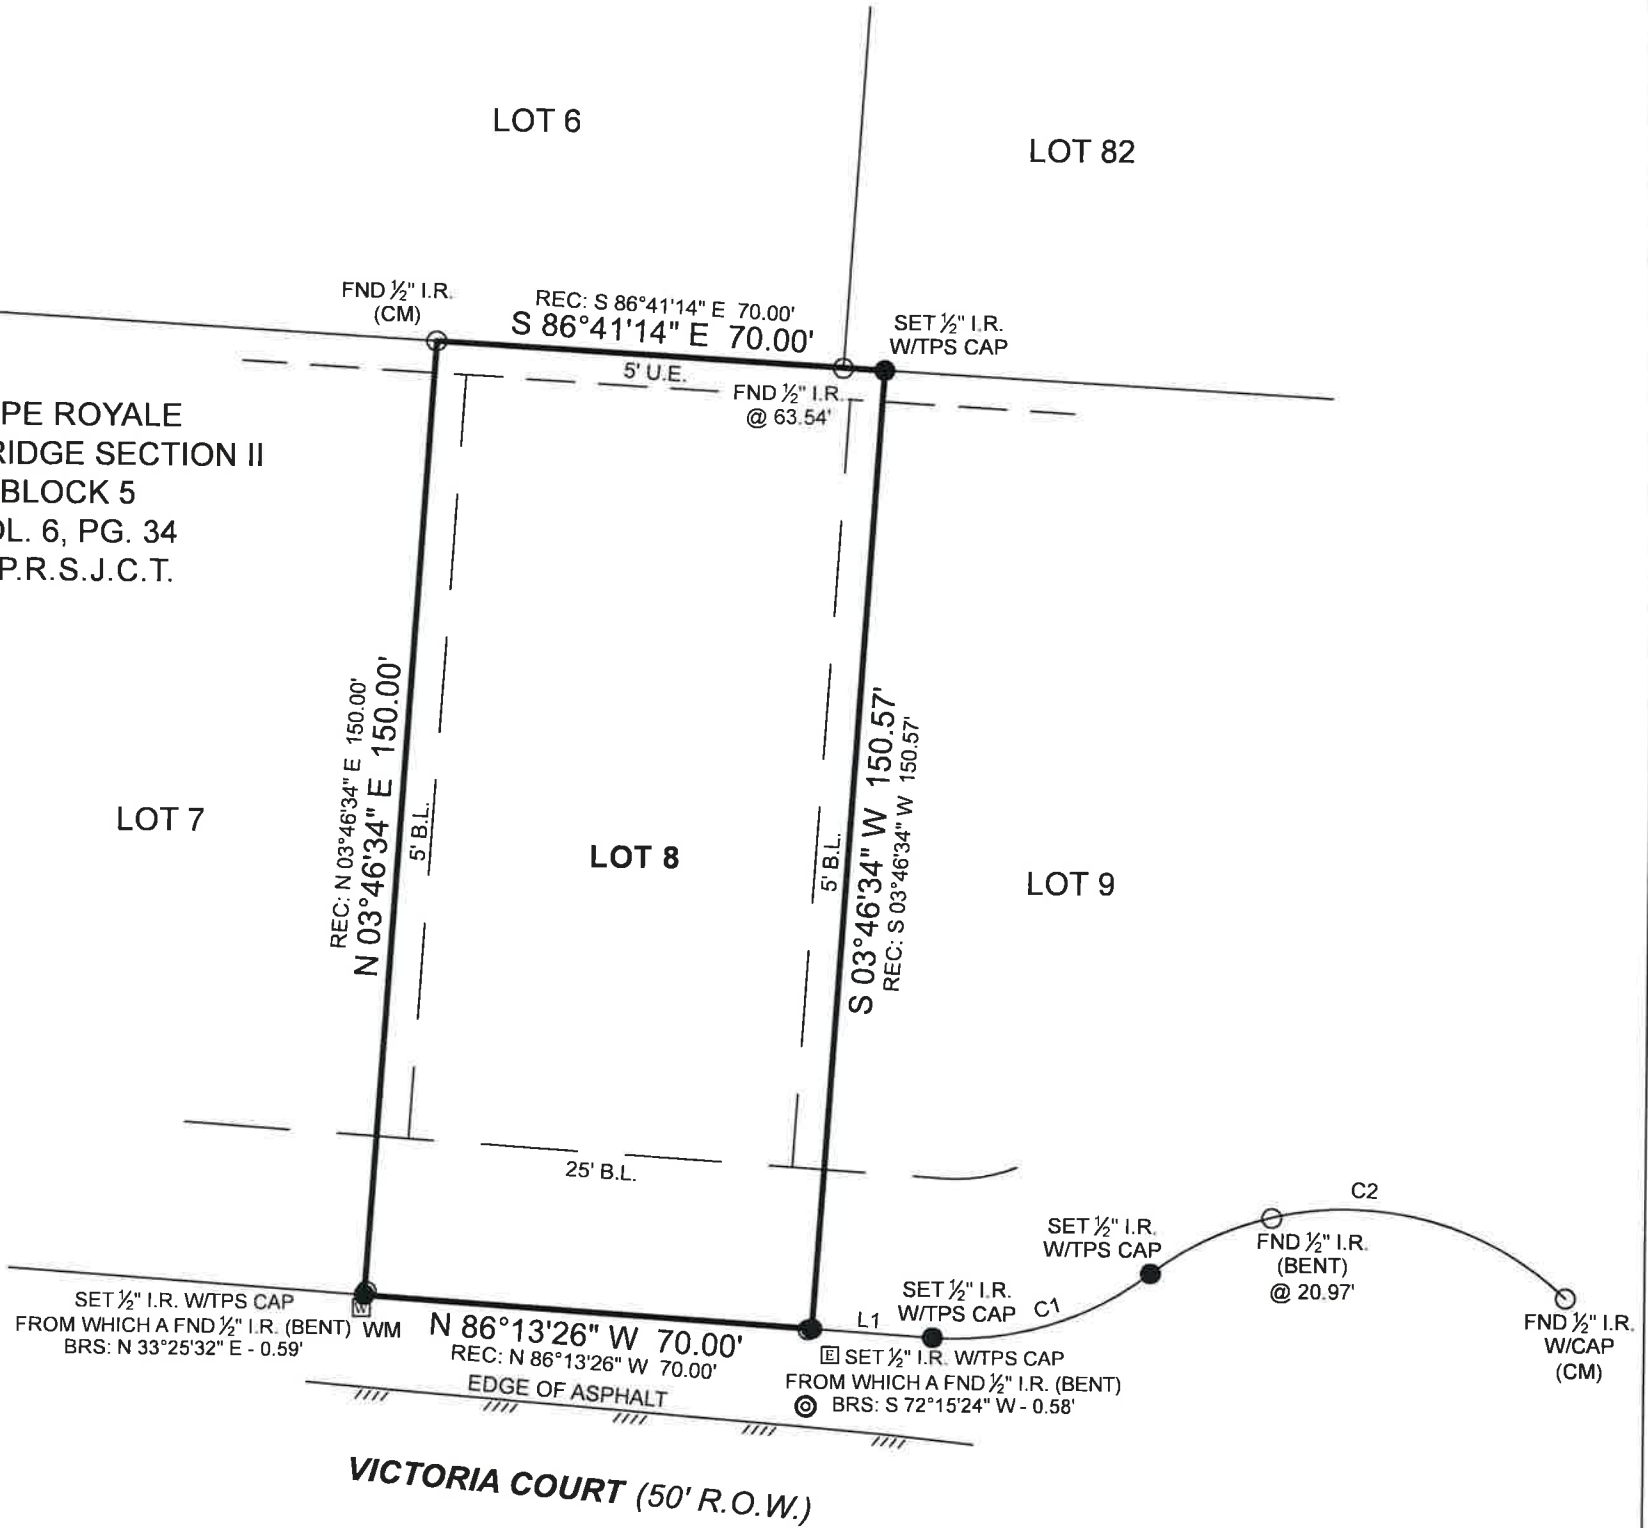 LOT 6
LOT 82
FND ½" I.R.
(CM)
REC: S 86°41'14" E 70.00'
S 86°41'14" E 70.00'
SET ½" I.R.
W/TPS CAP
5' U.E.
FND ½" I.R.
@ 63.54'
PE ROYALE
RIDGE SECTION II
BLOCK 5
OL. 6, PG. 34
P.R.S.J.C.T.
REC: N 03°46'34" E 150.00'
N 03°46'34" E 150.00'
5' B.L.
LOT 7
LOT 8
5' B.L.
S 03°46'34" W 150.57'
REC: S 03°46'34" W 150.57'
LOT 9
25' B.L.
C2
SET ½" I.R.
W/TPS CAP
FND ½" I.R.
(BENT)
@ 20.97'
FND ½" I.R.
W/CAP
(CM)
SET ½" I.R.
W/TPS CAP
C1
L1
W
SET ½" I.R. W/TPS CAP
FROM WHICH A FND ½" I.R. (BENT)
BRS: N 33°25'32" E - 0.59'
WM
N 86°13'26" W 70.00'
REC: N 86°13'26" W 70.00'
E
SET ½" I.R. W/TPS CAP
FROM WHICH A FND ½" I.R. (BENT)
BRS: S 72°15'24" W - 0.58'
EDGE OF ASPHALT
VICTORIA COURT (50' R.O.W.)